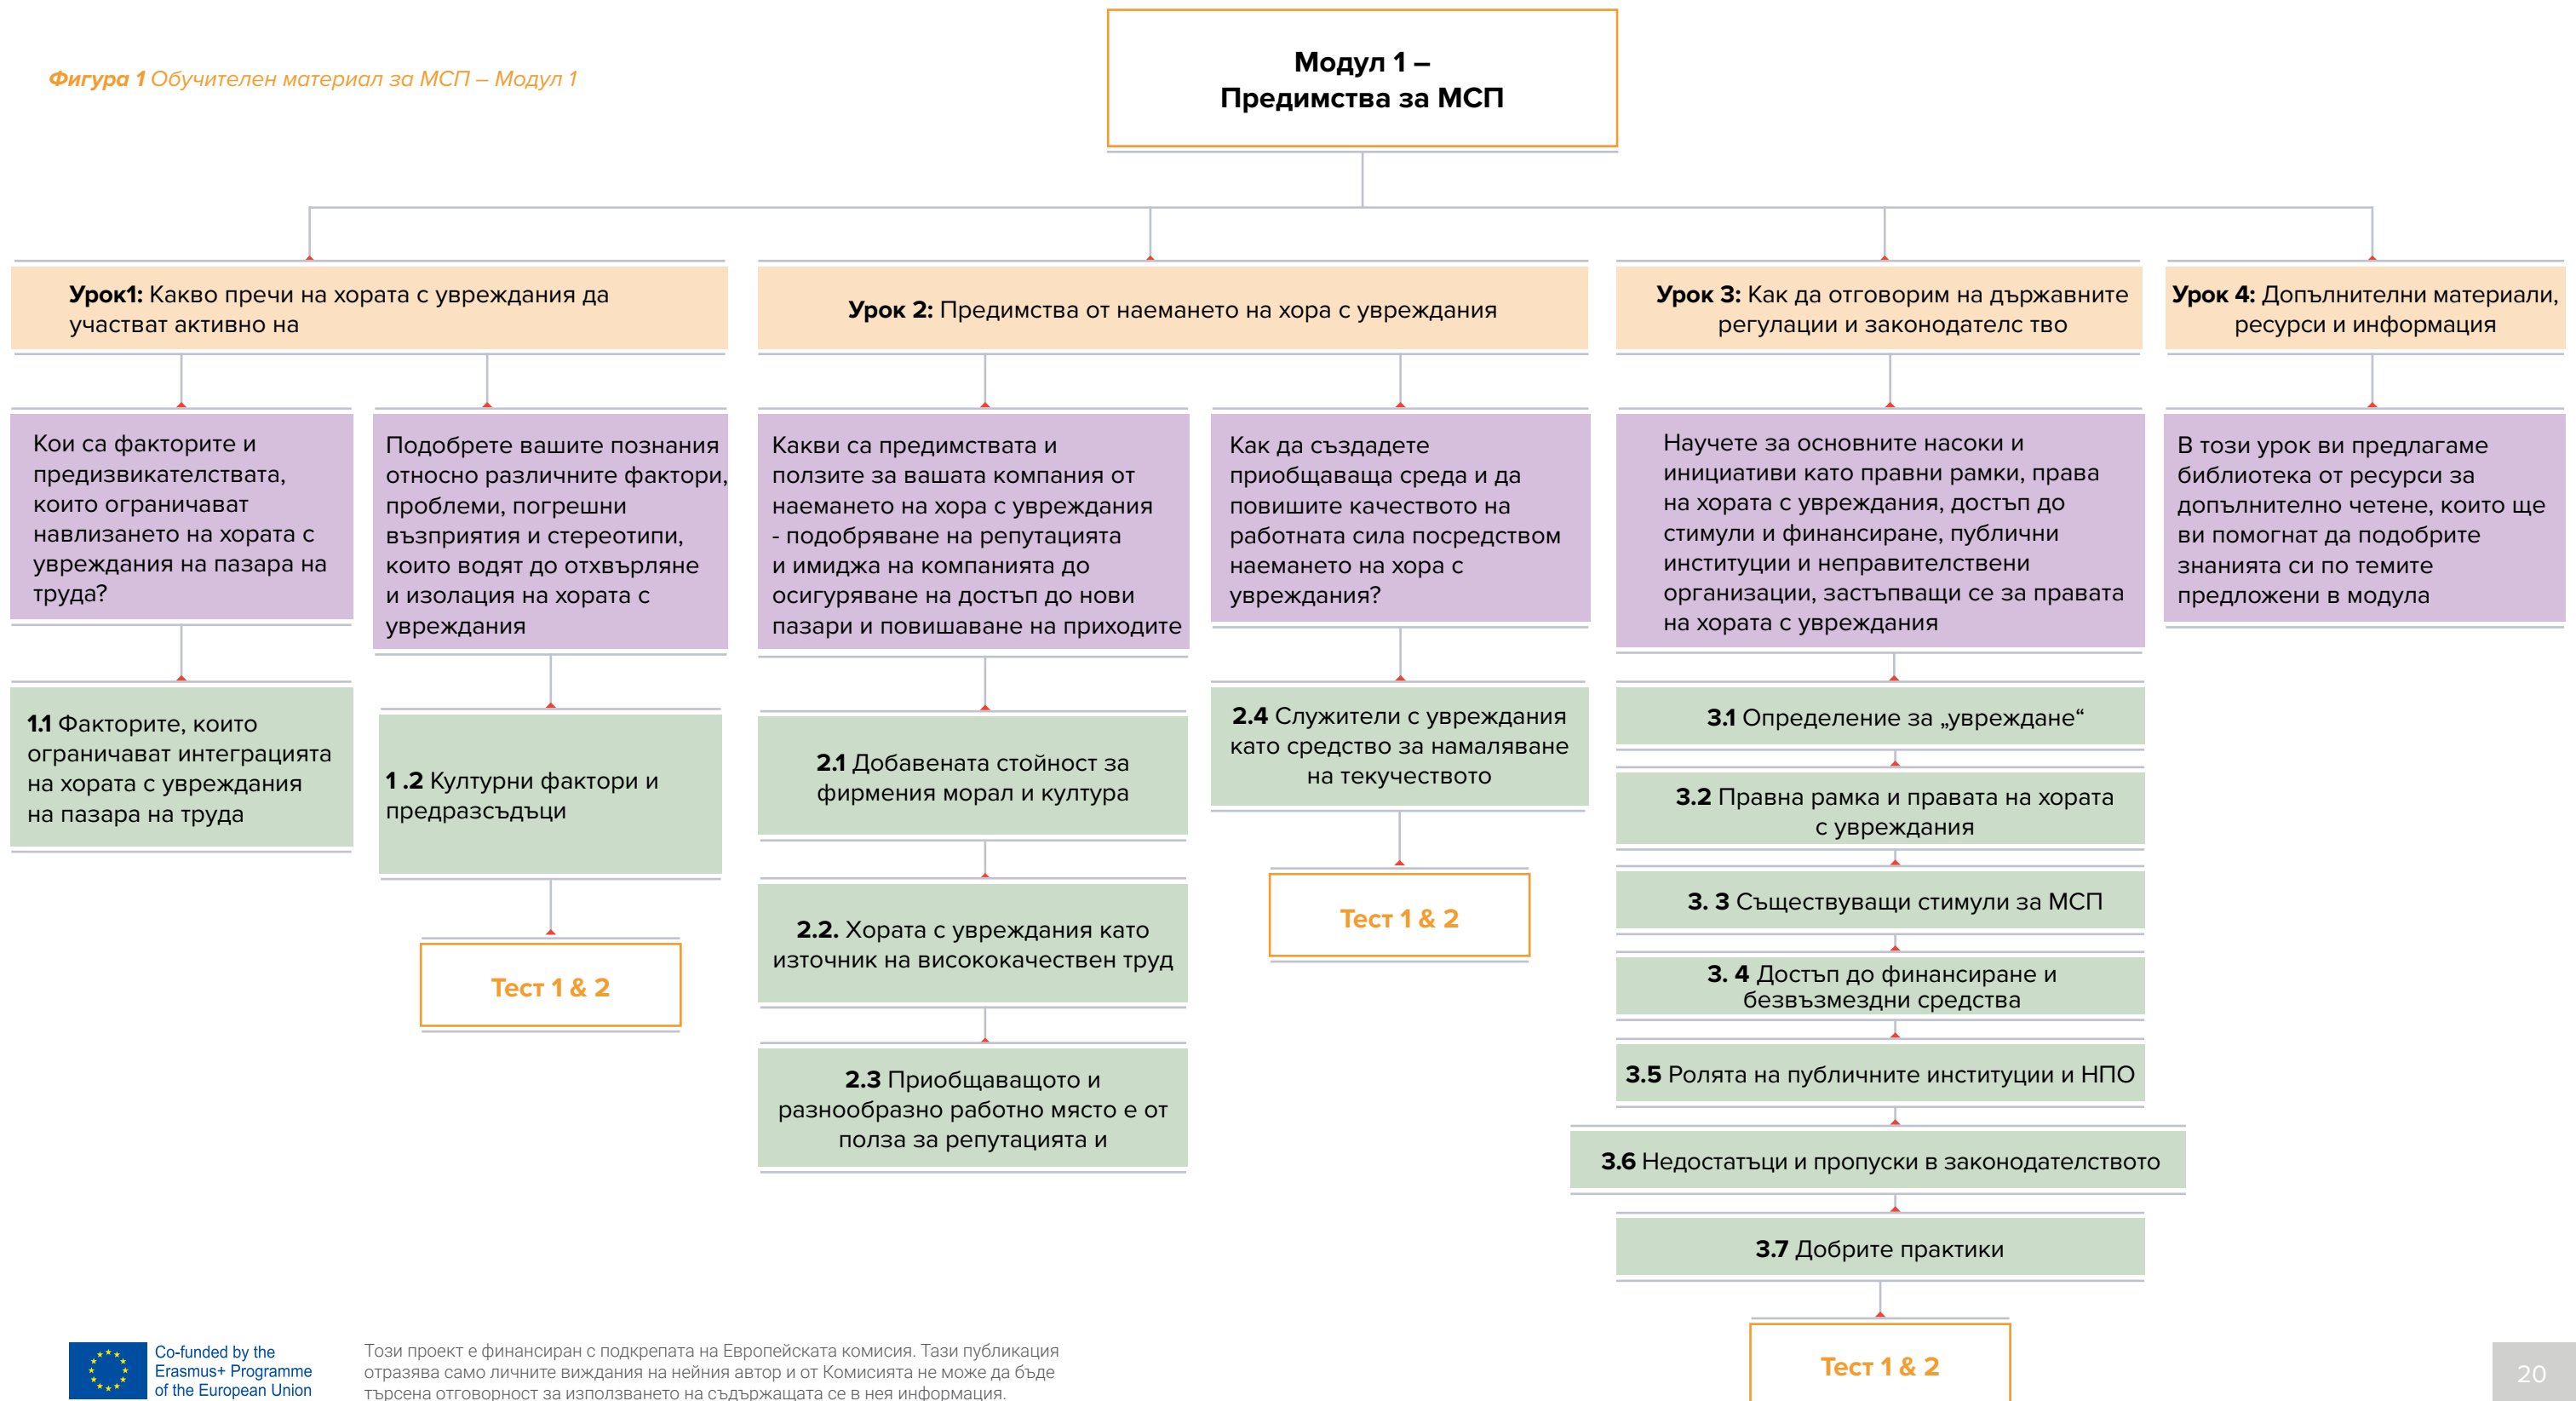 Фигура 1 Обучителен материал за МСП – Модул 1
Модул 1 –
Предимства за МСП
Урок1: Какво пречи на хората с увреждания да
участват активно на
Урок 2: Предимства от наемането на хора с увреждания
Урок 3: Как да отговорим на държавните
регулации и законодателс тво
Урок 4: Допълнителни материали,
ресурси и информация
Кои са факторите и
предизвикателствата,
които ограничават
навлизането на хората с
увреждания на пазара на
труда?
Подобрете вашите познания
относно различните фактори,
проблеми, погрешни
възприятия и стереотипи,
които водят до отхвърляне
и изолация на хората с
увреждания
Какви са предимствата и
ползите за вашата компания от
наемането на хора с увреждания
- подобряване на репутацията
и имиджа на компанията до
осигуряване на достъп до нови
пазари и повишаване на приходите
Как да създадете
приобщаваща среда и да
повишите качеството на
работната сила посредством
наемането на хора с
увреждания?
Научете за основните насоки и
инициативи като правни рамки, права
на хората с увреждания, достъп до
стимули и финансиране, публични
институции и неправителствени
организации, застъпващи се за правата
на хората с увреждания
В този урок ви предлагаме
библиотека от ресурси за
допълнително четене, които ще
ви помогнат да подобрите
знанията си по темите
предложени в модула
1.1 Факторите, които
ограничават интеграцията
на хората с увреждания
на пазара на труда
1 .2 Културни фактори и
предразсъдъци
Тест 1 & 2
2.1 Добавената стойност за
фирмения морал и култура
2.2. Хората с увреждания като
източник на висококачествен труд
2.3 Приобщаващото и
разнообразно работно място е от
полза за репутацията и
2.4 Служители с увреждания
като средство за намаляване
на текучеството
Тест 1 & 2
3.1 Определение за „увреждане“
3.2 Правна рамка и правата на хората
с увреждания
3. 3 Съществуващи стимули за МСП
3. 4 Достъп до финансиране и
безвъзмездни средства
3.5 Ролята на публичните институции и НПО
3.6 Недостатъци и пропуски в законодателството
3.7 Добрите практики
Тест 1 & 2
Co-funded by the
Erasmus+ Programme
of the European Union
Този проект е финансиран с подкрепата на Европейската комисия. Тази публикация
отразява само личните виждания на нейния автор и от Комисията не може да бъде
търсена отговорност за използването на съдържащата се в нея информация.
20